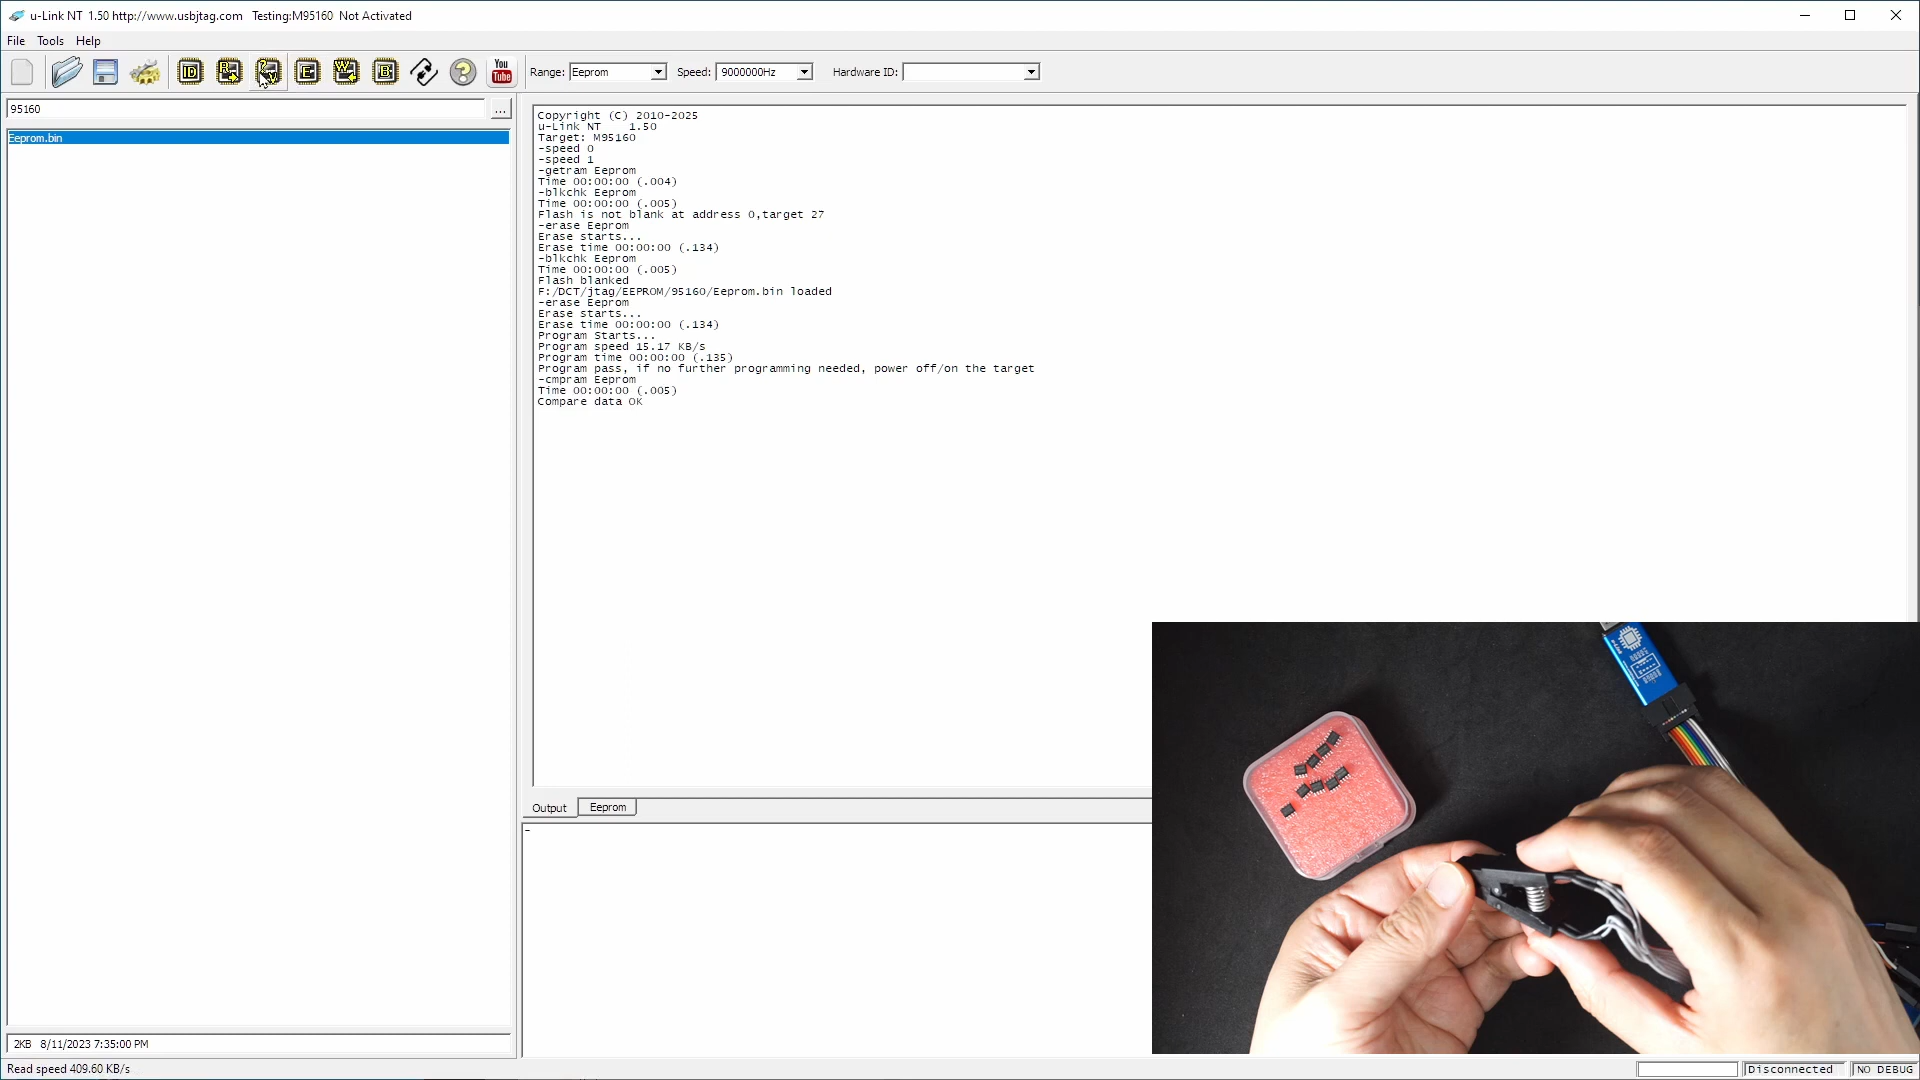 u-Link NT 1.50 http://www.usbjtag.com Testing:M95160 Not Activated
File Tools Help
ID R V E W B You Tube Range: Eeprom Speed: 9000000Hz Hardware ID:
95160 ...
Eeprom.bin
Copyright (C) 2010-2025
u-Link NT 1.50
Target: M95160
-speed 0
-speed 1
-getram Eeprom
Time 00:00:00 (.004)
-blkchk Eeprom
Time 00:00:00 (.005)
Flash is not blank at address 0,target 27
-erase Eeprom
Erase starts...
Erase time 00:00:00 (.134)
-blkchk Eeprom
Time 00:00:00 (.005)
Flash blanked
F:/DCT/jtag/EEPROM/95160/Eeprom.bin loaded
-erase Eeprom
Erase starts...
Erase time 00:00:00 (.134)
Program Starts...
Program speed 15.17 KB/s
Program time 00:00:00 (.135)
Program pass, if no further programming needed, power off/on the target
-cmpram Eeprom
Time 00:00:00 (.005)
Compare data OK
Output Eeprom
-
2KB 8/11/2023 7:35:00 PM
Read speed 409.60 KB/s
Disconnected NO DEBUG